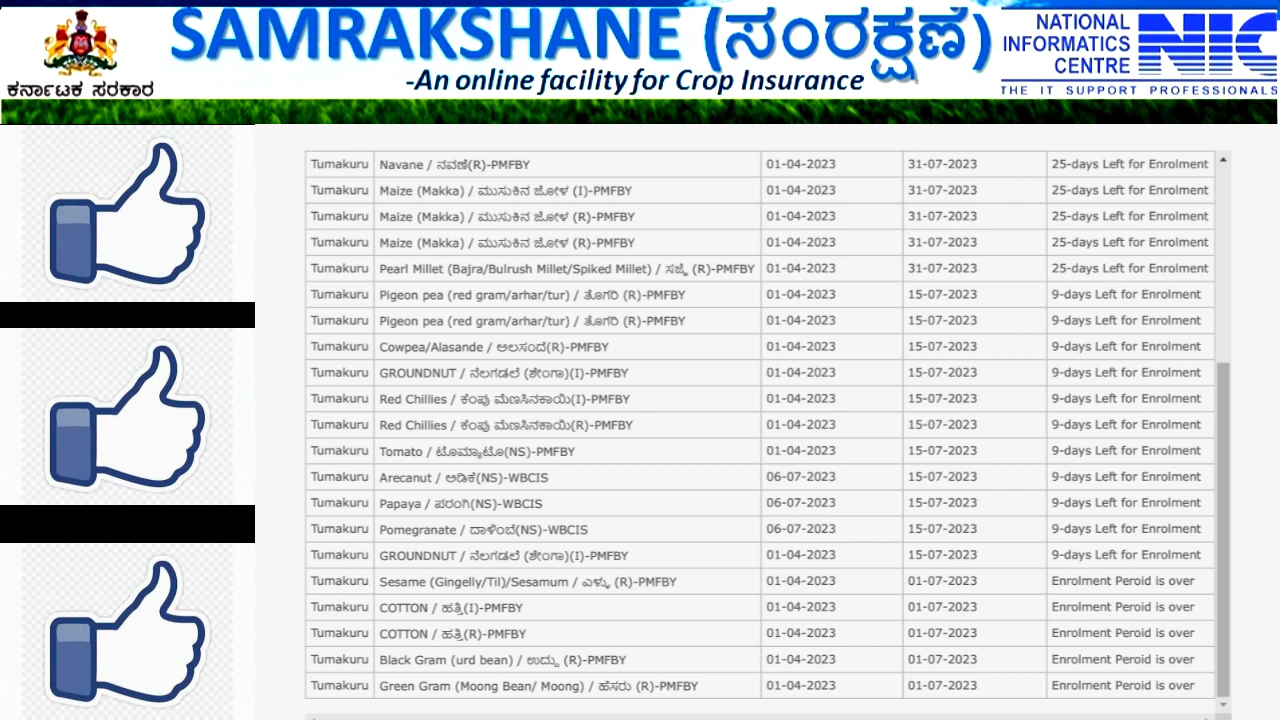 SAMRAKSHANE (ಸಂರಕ್ಷಣೆ)
-An online facility for Crop Insurance
ಕರ್ನಾಟಕ ಸರಕಾರ
NATIONAL
INFORMATICS
CENTRE
NIC
THE IT SUPPORT PROFESSIONALS
Tumakuru Navane / ನವಣೆ(R)-PMFBY 01-04-2023 31-07-2023 25-days Left for Enrolment
Tumakuru Maize (Makka) / ಮುಸುಕಿನ ಜೋಳ (I)-PMFBY 01-04-2023 31-07-2023 25-days Left for Enrolment
Tumakuru Maize (Makka) / ಮುಸುಕಿನ ಜೋಳ (R)-PMFBY 01-04-2023 31-07-2023 25-days Left for Enrolment
Tumakuru Maize (Makka) / ಮುಸುಕಿನ ಜೋಳ (R)-PMFBY 01-04-2023 31-07-2023 25-days Left for Enrolment
Tumakuru Pearl Millet (Bajra/Bulrush Millet/Spiked Millet) / ಸಜ್ಜೆ (R)-PMFBY 01-04-2023 31-07-2023 25-days Left for Enrolment
Tumakuru Pigeon pea (red gram/arhar/tur) / ತೊಗರಿ (R)-PMFBY 01-04-2023 15-07-2023 9-days Left for Enrolment
Tumakuru Pigeon pea (red gram/arhar/tur) / ತೊಗರಿ (R)-PMFBY 01-04-2023 15-07-2023 9-days Left for Enrolment
Tumakuru Cowpea/Alasande / ಅಲಸಂದೆ(R)-PMFBY 01-04-2023 15-07-2023 9-days Left for Enrolment
Tumakuru GROUNDNUT / ನೆಲಗಡಲೆ (ಶೇಂಗಾ)(I)-PMFBY 01-04-2023 15-07-2023 9-days Left for Enrolment
Tumakuru Red Chillies / ಕೆಂಪು ಮೆಣಸಿನಕಾಯಿ(I)-PMFBY 01-04-2023 15-07-2023 9-days Left for Enrolment
Tumakuru Red Chillies / ಕೆಂಪು ಮೆಣಸಿನಕಾಯಿ(R)-PMFBY 01-04-2023 15-07-2023 9-days Left for Enrolment
Tumakuru Tomato / ಟೊಮ್ಯಾಟೊ(NS)-PMFBY 01-04-2023 15-07-2023 9-days Left for Enrolment
Tumakuru Arecanut / ಅಡಿಕೆ(NS)-WBCIS 06-07-2023 15-07-2023 9-days Left for Enrolment
Tumakuru Papaya / ಪರಂಗಿ(NS)-WBCIS 06-07-2023 15-07-2023 9-days Left for Enrolment
Tumakuru Pomegranate / ದಾಳಿಂಬೆ(NS)-WBCIS 06-07-2023 15-07-2023 9-days Left for Enrolment
Tumakuru GROUNDNUT / ನೆಲಗಡಲೆ (ಶೇಂಗಾ)(I)-PMFBY 01-04-2023 15-07-2023 9-days Left for Enrolment
Tumakuru Sesame (Gingelly/Til)/Sesamum / ಎಳ್ಳು (R)-PMFBY 01-04-2023 01-07-2023 Enrolment Peroid is over
Tumakuru COTTON / ಹತ್ತಿ(I)-PMFBY 01-04-2023 01-07-2023 Enrolment Peroid is over
Tumakuru COTTON / ಹತ್ತಿ(R)-PMFBY 01-04-2023 01-07-2023 Enrolment Peroid is over
Tumakuru Black Gram (urd bean) / ಉದ್ದು (R)-PMFBY 01-04-2023 01-07-2023 Enrolment Peroid is over
Tumakuru Green Gram (Moong Bean/ Moong) / ಹೆಸರು (R)-PMFBY 01-04-2023 01-07-2023 Enrolment Peroid is over